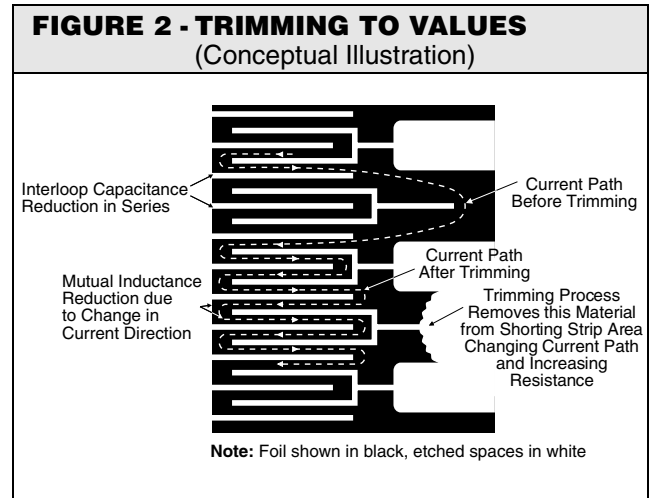 FIGURE 2 - TRIMMING TO VALUES
(Conceptual Illustration)
Interloop Capacitance
Reduction in Series
Current Path
Before Trimming
Mutual Inductance
Reduction due
to Change in
Current Direction
Current Path
After Trimming
Trimming Process
Removes this Material
from Shorting Strip Area
Changing Current Path
and Increasing
Resistance
Note: Foil shown in black, etched spaces in white